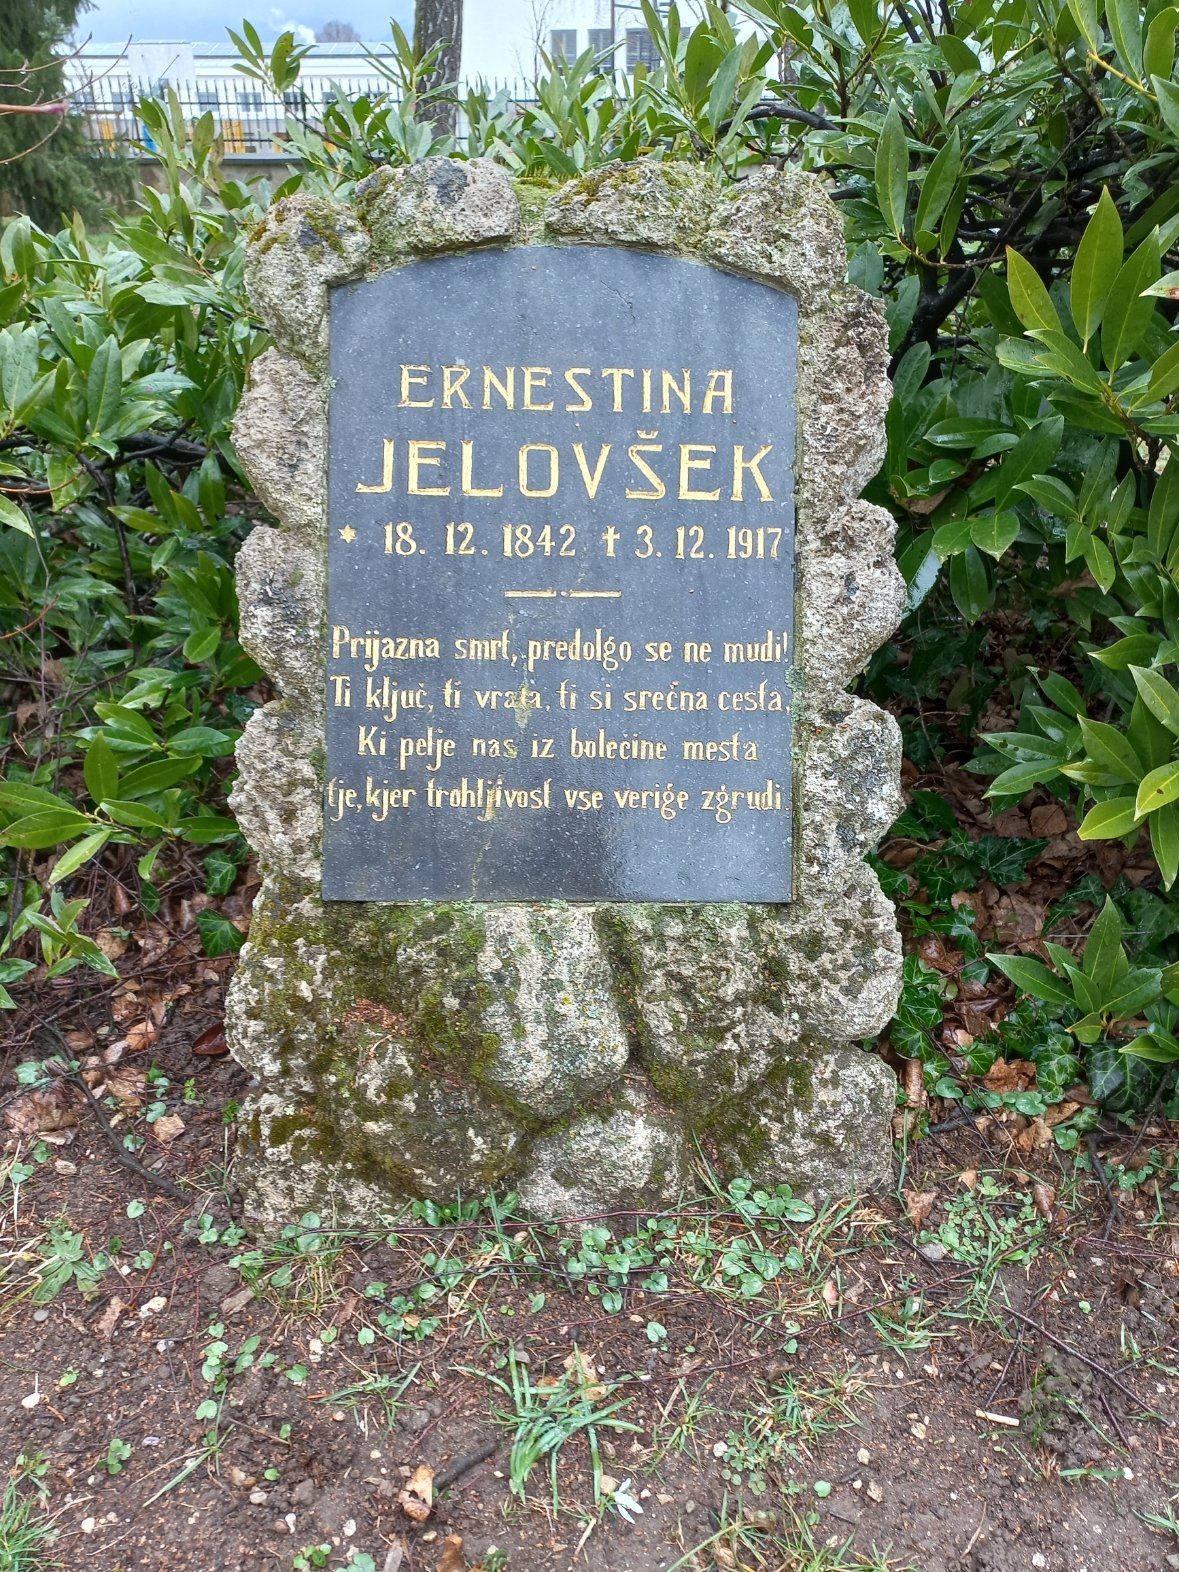 ERNESTINA
JELOVŠEK
* 18. 12. 1842 † 3. 12. 1917
Prijazna smrt, predolgo se ne mudi!
Ti ključ, ti vrata, ti si srečna cesta,
Ki pelje nas iz bolečine mesta
tje, kjer trohljivost vse verige zgrudi.